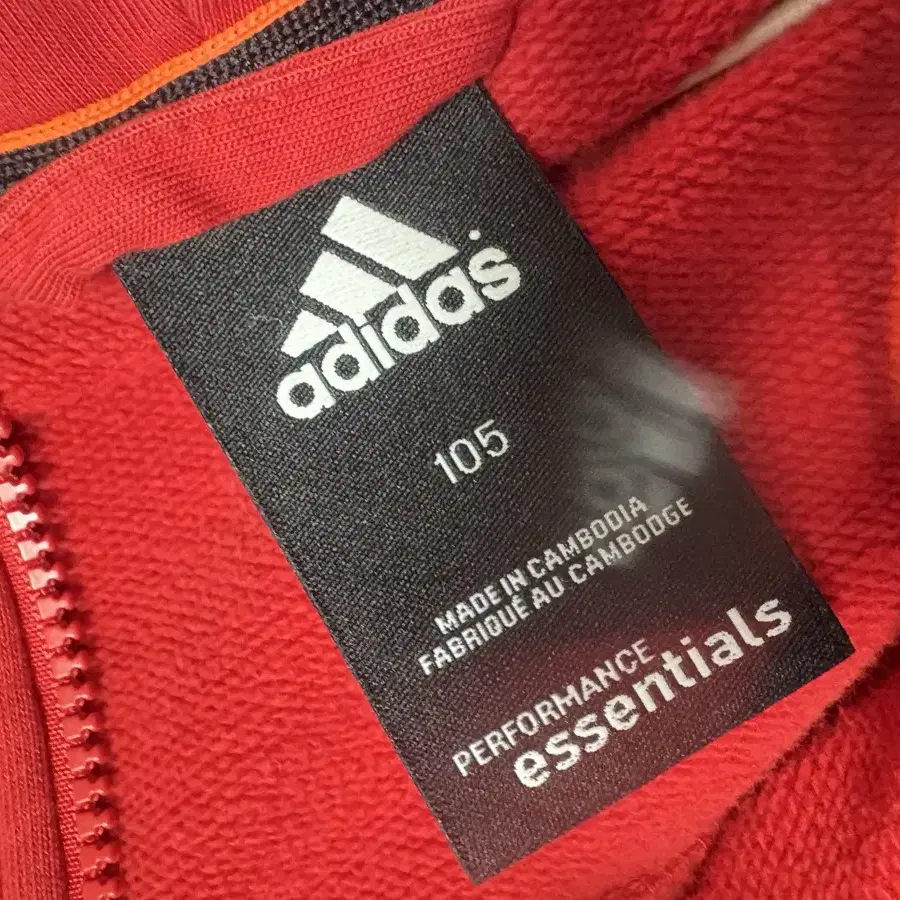 adidas
105
MADE IN CAMBODIA
FABRIQUÉ AU CAMBODGE
PERFORMANCE
essentials